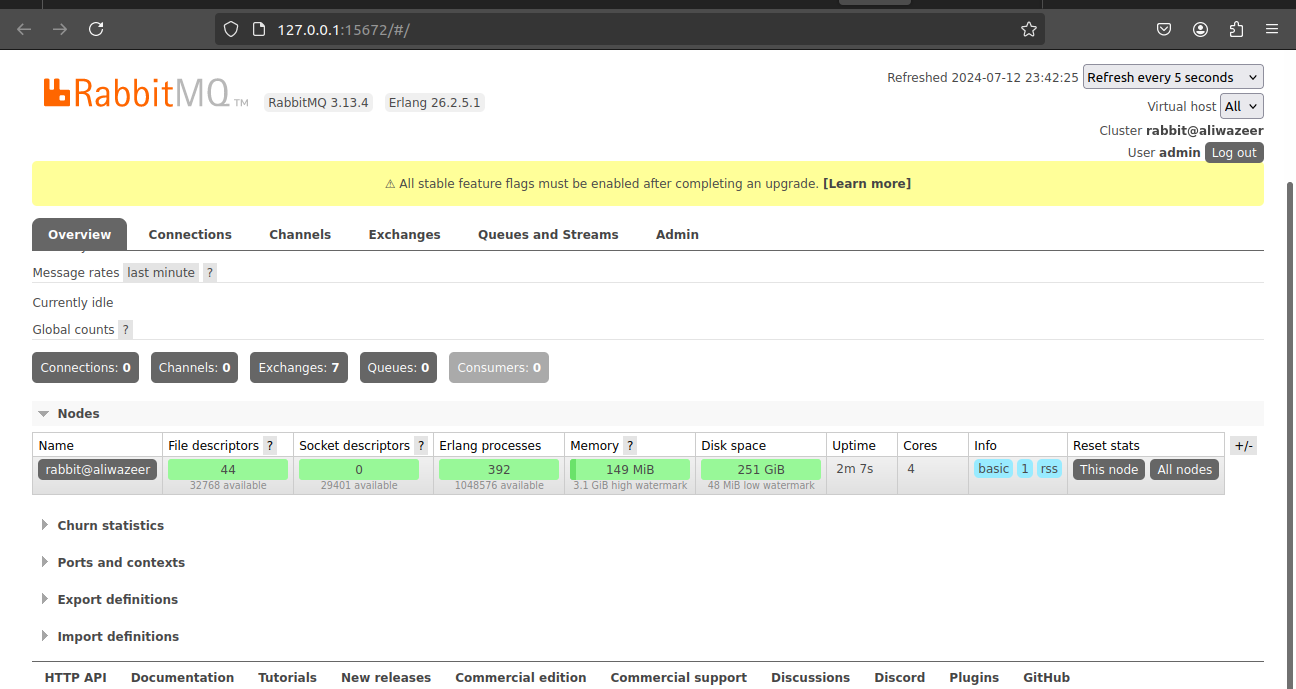 127.0.0.1:15672/#/
RabbitMQ TM RabbitMQ 3.13.4 Erlang 26.2.5.1
Refreshed 2024-07-12 23:42:25 Refresh every 5 seconds
Virtual host All
Cluster rabbit@aliwazeer
User admin Log out
⚠ All stable feature flags must be enabled after completing an upgrade. [Learn more]
Overview Connections Channels Exchanges Queues and Streams Admin
Message rates last minute ?
Currently idle
Global counts ?
Connections: 0 Channels: 0 Exchanges: 7 Queues: 0 Consumers: 0
Nodes
Name File descriptors ? Socket descriptors ? Erlang processes Memory ? Disk space Uptime Cores Info Reset stats +/-
rabbit@aliwazeer 44 0 392 149 MiB 251 GiB 2m 7s 4 basic 1 rss This node All nodes
32768 available 29401 available 1048576 available 3.1 GiB high watermark 48 MiB low watermark
Churn statistics
Ports and contexts
Export definitions
Import definitions
HTTP API Documentation Tutorials New releases Commercial edition Commercial support Discussions Discord Plugins GitHub